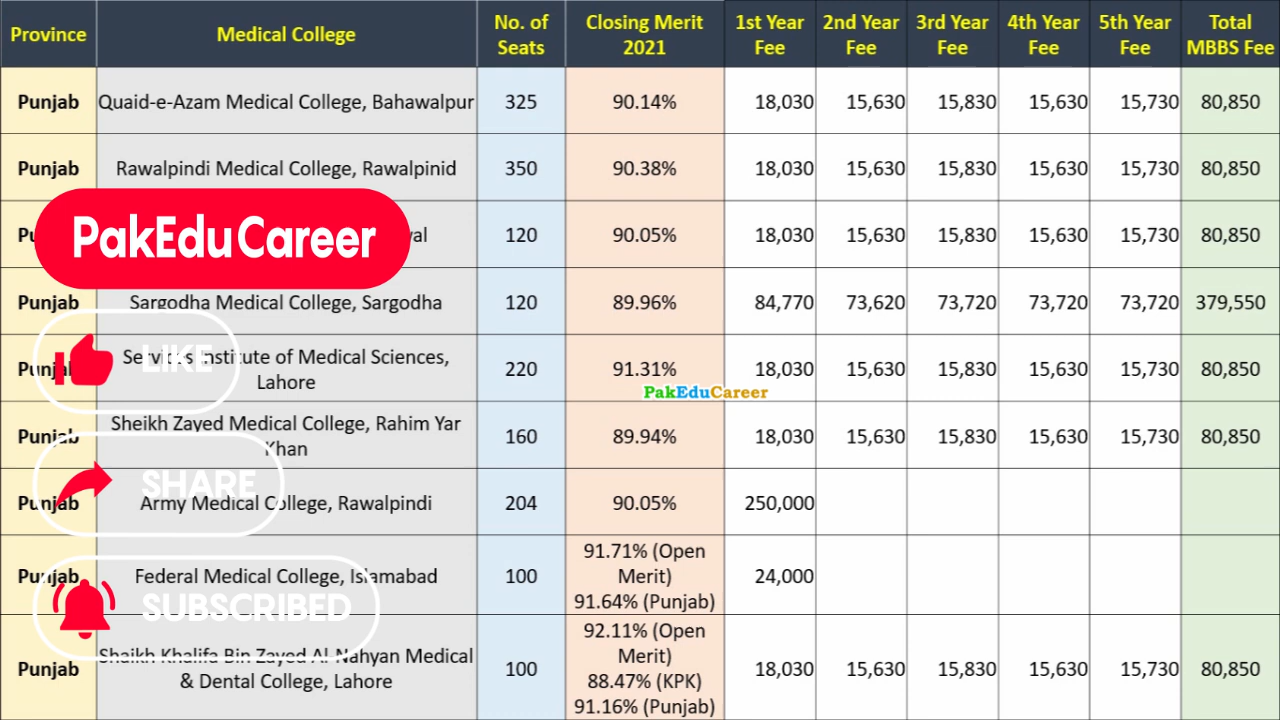 Province Medical College No. of Seats Closing Merit 2021 1st Year Fee 2nd Year Fee 3rd Year Fee 4th Year Fee 5th Year Fee Total MBBS Fee
Punjab Quaid-e-Azam Medical College, Bahawalpur 325 90.14% 18,030 15,630 15,830 15,630 15,730 80,850
Punjab Rawalpindi Medical College, Rawalpinid 350 90.38% 18,030 15,630 15,830 15,630 15,730 80,850
120 90.05% 18,030 15,630 15,830 15,630 15,730 80,850
PakEduCareer
Punjab Sargodha Medical College, Sargodha 120 89.96% 84,770 73,620 73,720 73,720 73,720 379,550
Punjab Services Institute of Medical Sciences, Lahore 220 91.31% 18,030 15,630 15,830 15,630 15,730 80,850
LIKE
PakEduCareer
Punjab Sheikh Zayed Medical College, Rahim Yar Khan 160 89.94% 18,030 15,630 15,830 15,630 15,730 80,850
SHARE
Punjab Army Medical College, Rawalpindi 204 90.05% 250,000
Punjab Federal Medical College, Islamabad 100 91.71% (Open Merit) 91.64% (Punjab) 24,000
SUBSCRIBED
Punjab Shaikh Khalifa Bin Zayed Al-Nahyan Medical & Dental College, Lahore 100 92.11% (Open Merit) 88.47% (KPK) 91.16% (Punjab) 18,030 15,630 15,830 15,630 15,730 80,850